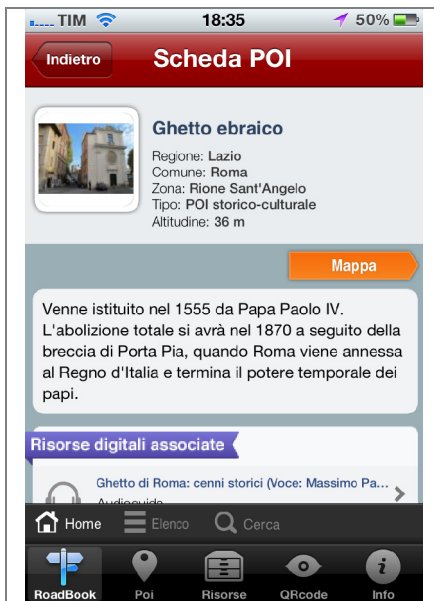 TIM 18:35 50%
Indietro Scheda POI
Ghetto ebraico
Regione: Lazio
Comune: Roma
Zona: Rione Sant'Angelo
Tipo: POI storico-culturale
Altitudine: 36 m
Mappa
Venne istituito nel 1555 da Papa Paolo IV.
L'abolizione totale si avrà nel 1870 a seguito della
breccia di Porta Pia, quando Roma viene annessa
al Regno d'Italia e termina il potere temporale dei
papi.
Risorse digitali associate
Ghetto di Roma: cenni storici (Voce: Massimo Pa...
Audioguida
Home Elenco Cerca
RoadBook Poi Risorse QRcode Info